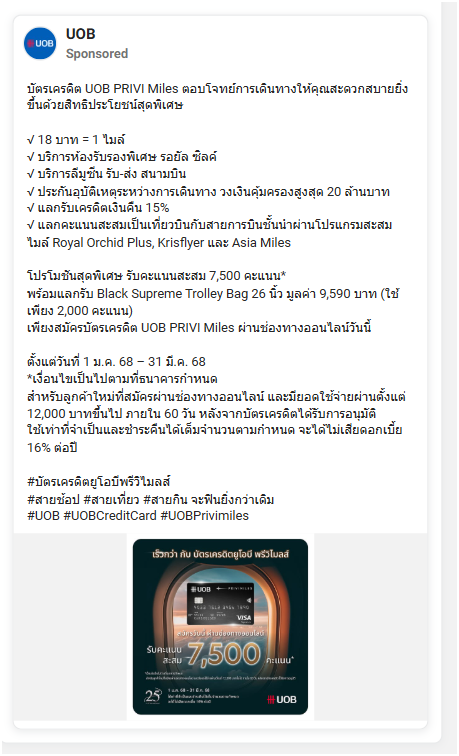 UOB
UOB
Sponsored
บัตรเครดิต UOB PRIVI Miles ตอบโจทย์การเดินทางให้คุณสะดวกสบายยิ่ง
ขึ้นด้วยสิทธิประโยชน์สุดพิเศษ
√ 18 บาท = 1 ไมล์
√ บริการห้องรับรองพิเศษ รอยัล ซิลค์
√ บริการลีมูซีน รับ-ส่ง สนามบิน
√ ประกันอุบัติเหตุระหว่างการเดินทาง วงเงินคุ้มครองสูงสุด 20 ล้านบาท
√ แลกรับเครดิตเงินคืน 15%
√ แลกคะแนนสะสมเป็นเที่ยวบินกับสายการบินชั้นนำผ่านโปรแกรมสะสม
ไมล์ Royal Orchid Plus, Krisflyer และ Asia Miles
โปรโมชันสุดพิเศษ รับคะแนนสะสม 7,500 คะแนน*
พร้อมแลกรับ Black Supreme Trolley Bag 26 นิ้ว มูลค่า 9,590 บาท (ใช้
เพียง 2,000 คะแนน)
เพียงสมัครบัตรเครดิต UOB PRIVI Miles ผ่านช่องทางออนไลน์วันนี้
ตั้งแต่วันที่ 1 ม.ค. 68 – 31 มี.ค. 68
*เงื่อนไขเป็นไปตามที่ธนาคารกำหนด
สำหรับลูกค้าใหม่ที่สมัครผ่านช่องทางออนไลน์ และมียอดใช้จ่ายผ่านตั้งแต่
12,000 บาทขึ้นไป ภายใน 60 วัน หลังจากบัตรเครดิตได้รับการอนุมัติ
ใช้เท่าที่จำเป็นและชำระคืนได้เต็มจำนวนตามกำหนด จะได้ไม่เสียดอกเบี้ย
16% ต่อปี
#บัตรเครดิตยูโอบีพรีวิไมลส์
#สายช้อป #สายเที่ยว #สายกิน จะฟินยิ่งกว่าเดิม
#UOB #UOBCreditCard #UOBPrivimiles
เร็วกว่า กับ บัตรเครดิตยูโอบี พรีวิไมลส์
UOB PRIVIMILES
VISA
สมัครวันนี้ ผ่านช่องทางออนไลน์
รับคะแนน
สะสม 7,500 คะแนน*
25
1 ม.ค. 68 – 31 มี.ค. 68
UOB